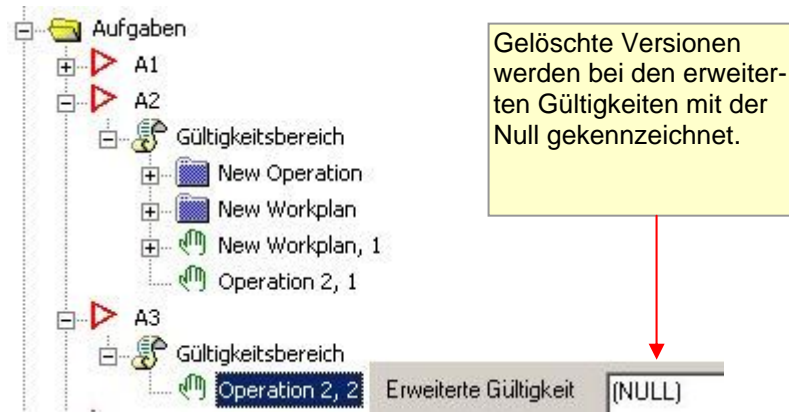 Aufgaben
A1
A2
Gültigkeitsbereich
New Operation
New Workplan
New Workplan, 1
Operation 2, 1
A3
Gültigkeitsbereich
Operation 2, 2 Erweiterte Gültigkeit (NULL)
Gelöschte Versionen
werden bei den erweiter-
ten Gültigkeiten mit der
Null gekennzeichnet.